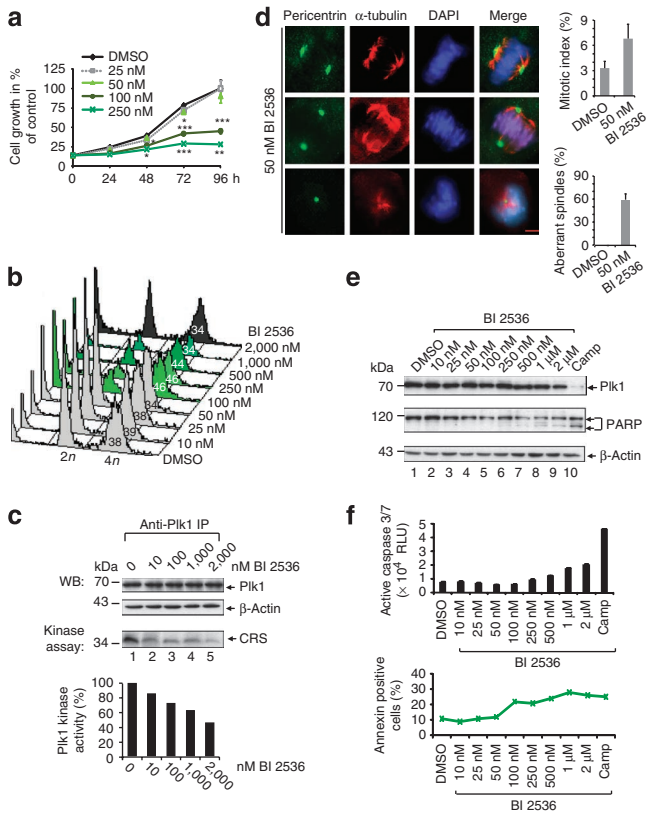 a
DMSO
25 nM
50 nM
100 nM
250 nM
Cell growth in %
of control
125
100
75
50
25
0
0 24 48 72 96 h
*
*
***
***
***
**
b
BI 2536
2,000 nM
1,000 nM
500 nM
250 nM
100 nM
50 nM
25 nM
10 nM
DMSO
34
34
44
46
46
34
38
39
38
2n 4n
c
Anti-Plk1 IP
kDa 0 10 100 1,000 2,000 nM BI 2536
WB: 70 Plk1
43 β-Actin
Kinase
assay: 34 CRS
1 2 3 4 5
Plk1 kinase
activity (%)
100
80
60
40
20
0
0 10 100 1,000 2,000 nM BI 2536
d
Pericentrin α-tubulin DAPI Merge
50 nM BI 2536
Mitotic index (%)
9
6
3
0
DMSO 50 nM
BI 2536
Aberrant spindles (%)
90
60
30
0
DMSO 50 nM
BI 2536
e
BI 2536
kDa DMSO 10 nM 25 nM 50 nM 100 nM 250 nM 500 nM 1 µM 2 µM Camp
70 Plk1
120 PARP
43 β-Actin
1 2 3 4 5 6 7 8 9 10
f
Active caspase 3/7
(× 10⁴ RLU)
5
4
3
2
1
0
DMSO 10 nM 25 nM 50 nM 100 nM 250 nM 500 nM 1 µM 2 µM Camp
BI 2536
Annexin positive
cells (%)
40
30
20
10
0
DMSO 10 nM 25 nM 50 nM 100 nM 250 nM 500 nM 1 µM 2 µM Camp
BI 2536